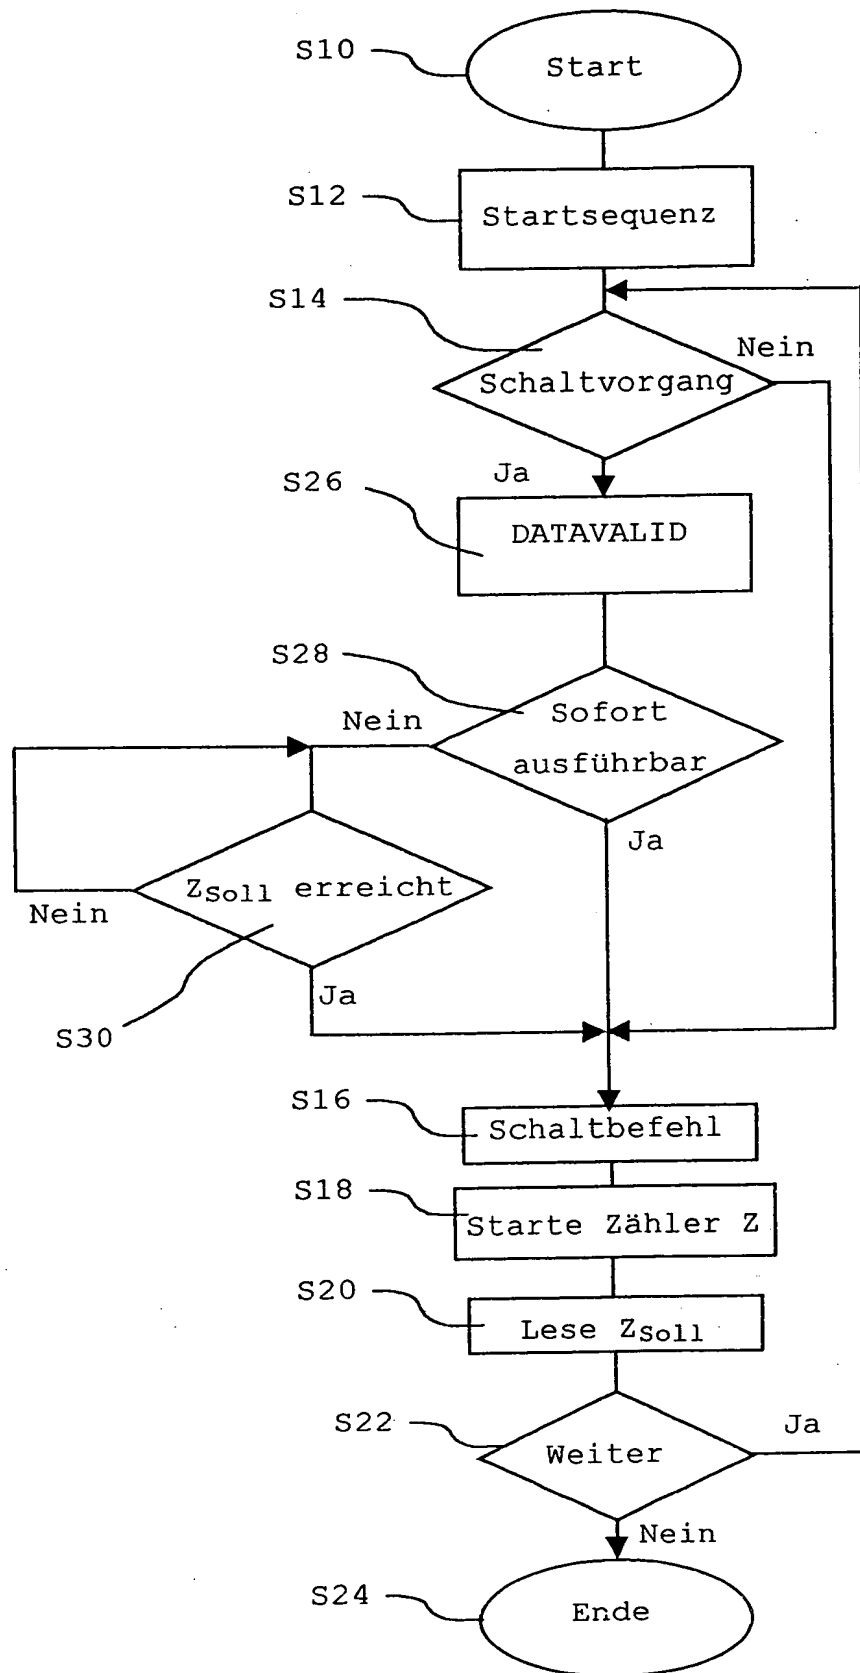 S10
Start
S12
Startsequenz
S14
Nein
Schaltvorgang
Ja
S26
DATAVALID
S28
Nein
Sofort
ausführbar
Ja
ZSoll erreicht
Nein
Ja
S30
S16
Schaltbefehl
S18
Starte Zähler Z
S20
Lese ZSoll
S22
Ja
Weiter
Nein
S24
Ende